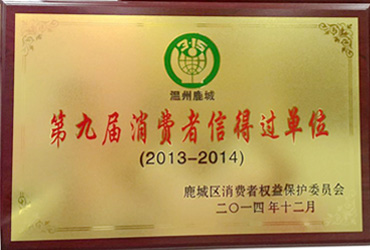 315
温州鹿城
第九届消费者信得过单位
(2013-2014)
鹿城区消费者权益保护委员会
二〇一四年十二月